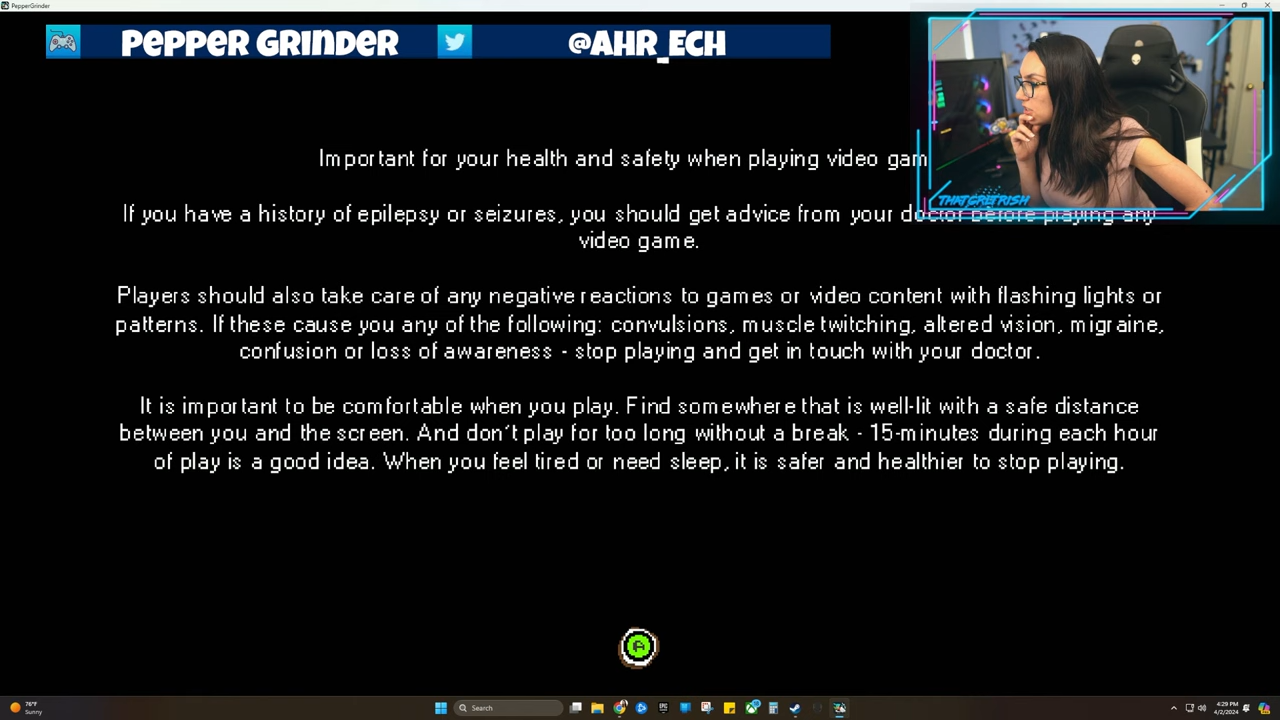 PepperGrinder
PEPPER GRINDER
@AHR_ECH
Important for your health and safety when playing video gam
If you have a history of epilepsy or seizures, you should get advice from your doctor before playing any
video game.
Players should also take care of any negative reactions to games or video content with flashing lights or
patterns. If these cause you any of the following: convulsions, muscle twitching, altered vision, migraine,
confusion or loss of awareness - stop playing and get in touch with your doctor.
It is important to be comfortable when you play. Find somewhere that is well-lit with a safe distance
between you and the screen. And don't play for too long without a break - 15-minutes during each hour
of play is a good idea. When you feel tired or need sleep, it is safer and healthier to stop playing.
A
76°F
Sunny
Search
4:29 PM
4/2/2024